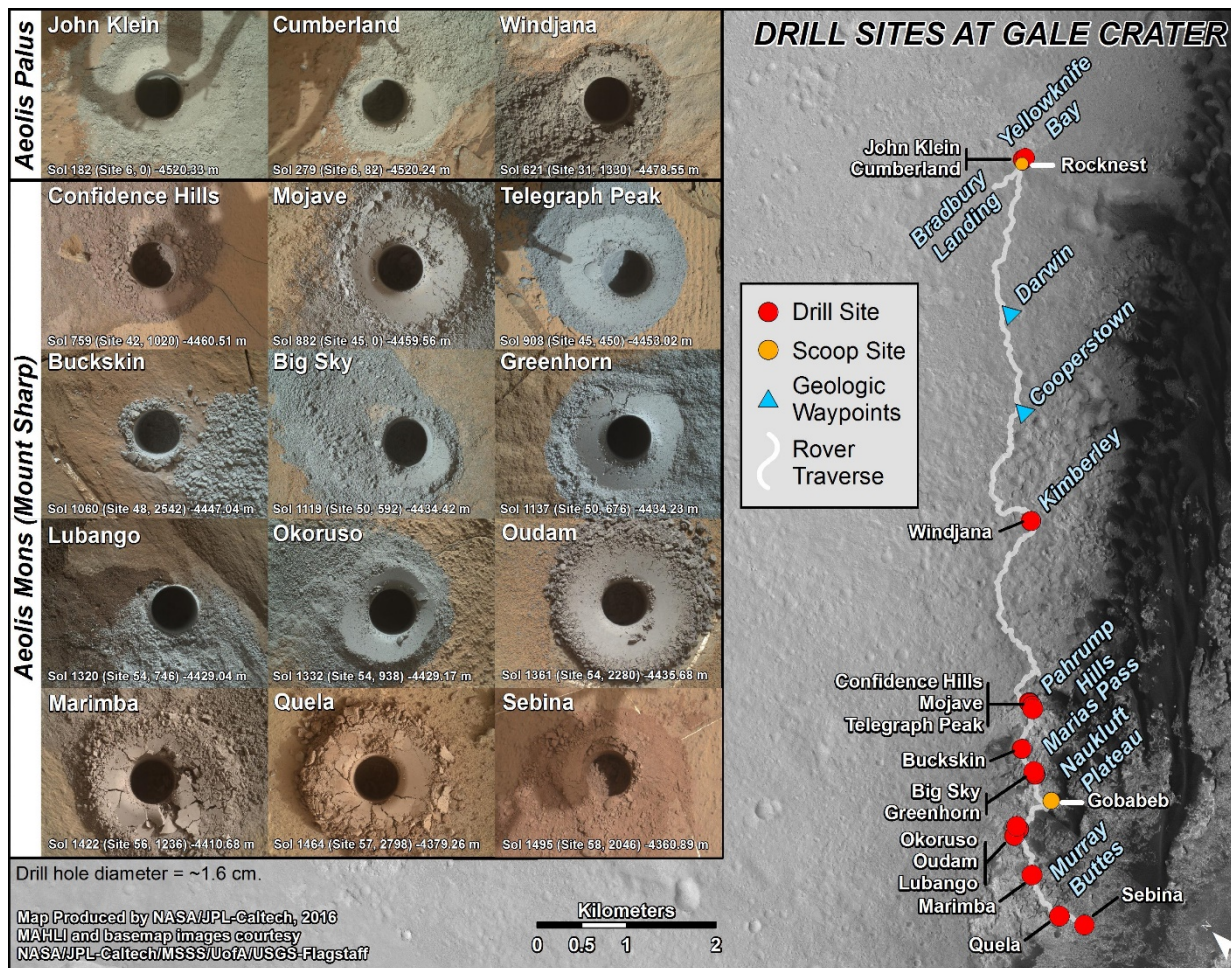 Aeolis Palus
John Klein
Sol 182 (Site 6, 0) -4520.33 m
Cumberland
Sol 279 (Site 6, 82) -4520.24 m
Windjana
Sol 621 (Site 31, 1330) -4478.55 m
Aeolis Mons (Mount Sharp)
Confidence Hills
Sol 759 (Site 42, 1020) -4460.51 m
Mojave
Sol 882 (Site 45, 0) -4459.56 m
Telegraph Peak
Sol 908 (Site 45, 450) -4453.02 m
Buckskin
Sol 1060 (Site 48, 2542) -4447.04 m
Big Sky
Sol 1119 (Site 50, 592) -4434.42 m
Greenhorn
Sol 1137 (Site 50, 676) -4434.23 m
Lubango
Sol 1320 (Site 54, 746) -4429.04 m
Okoruso
Sol 1332 (Site 54, 938) -4429.17 m
Oudam
Sol 1361 (Site 54, 2280) -4435.68 m
Marimba
Sol 1422 (Site 56, 1236) -4410.68 m
Quela
Sol 1464 (Site 57, 2798) -4379.26 m
Sebina
Sol 1495 (Site 58, 2046) -4360.89 m
Drill hole diameter = ~1.6 cm.
Map Produced by NASA/JPL-Caltech, 2016
MAHLI and basemap images courtesy
NASA/JPL-Caltech/MSSS/UofA/USGS-Flagstaff
Kilometers
0 0.5 1 2
DRILL SITES AT GALE CRATER
Yellowknife
Bay
John Klein
Cumberland
Rocknest
Bradbury
Landing
Darwin
Cooperstown
Drill Site
Scoop Site
Geologic
Waypoints
Rover
Traverse
Kimberley
Windjana
Pahrump
Hills
Confidence Hills
Mojave
Telegraph Peak
Marias Pass
Buckskin
Naukluft
Plateau
Big Sky
Greenhorn
Gobabeb
Okoruso
Oudam
Lubango
Murray
Buttes
Marimba
Sebina
Quela